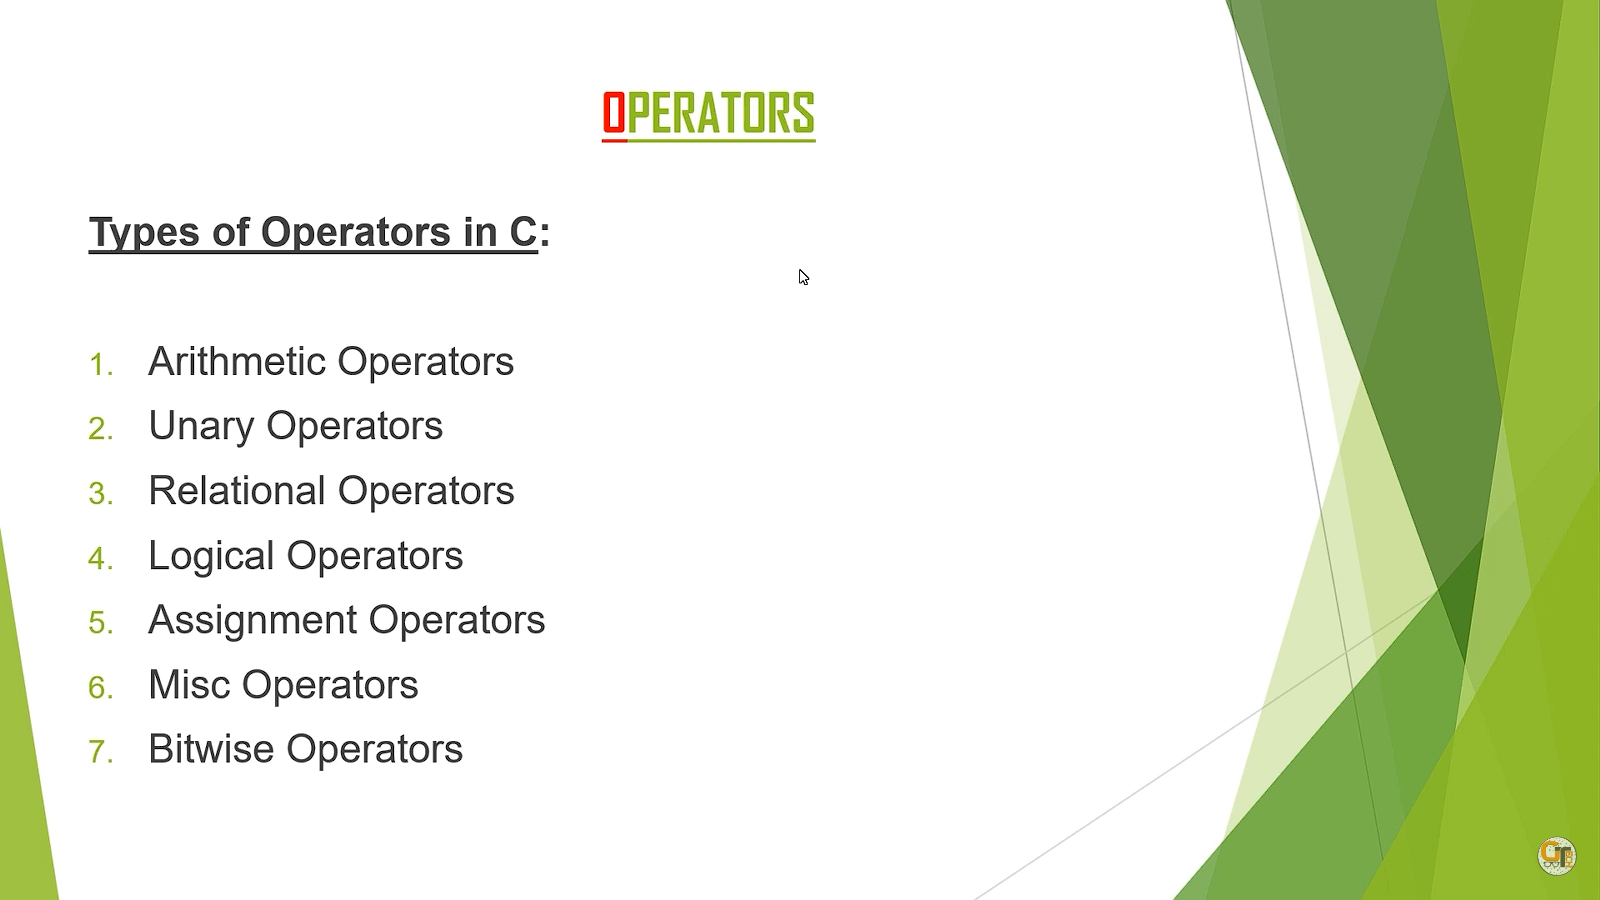 OPERATORS
Types of Operators in C:
1. Arithmetic Operators
2. Unary Operators
3. Relational Operators
4. Logical Operators
5. Assignment Operators
6. Misc Operators
7. Bitwise Operators